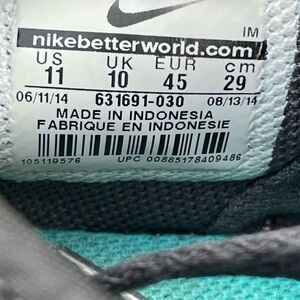 IM
nikebetterworld.com
US UK EUR cm
11 10 45 29
06/11/14 631691-030 08/13/14
MADE IN INDONESIA
FABRIQUE EN INDONESIE
105119576 UPC 00885178409486